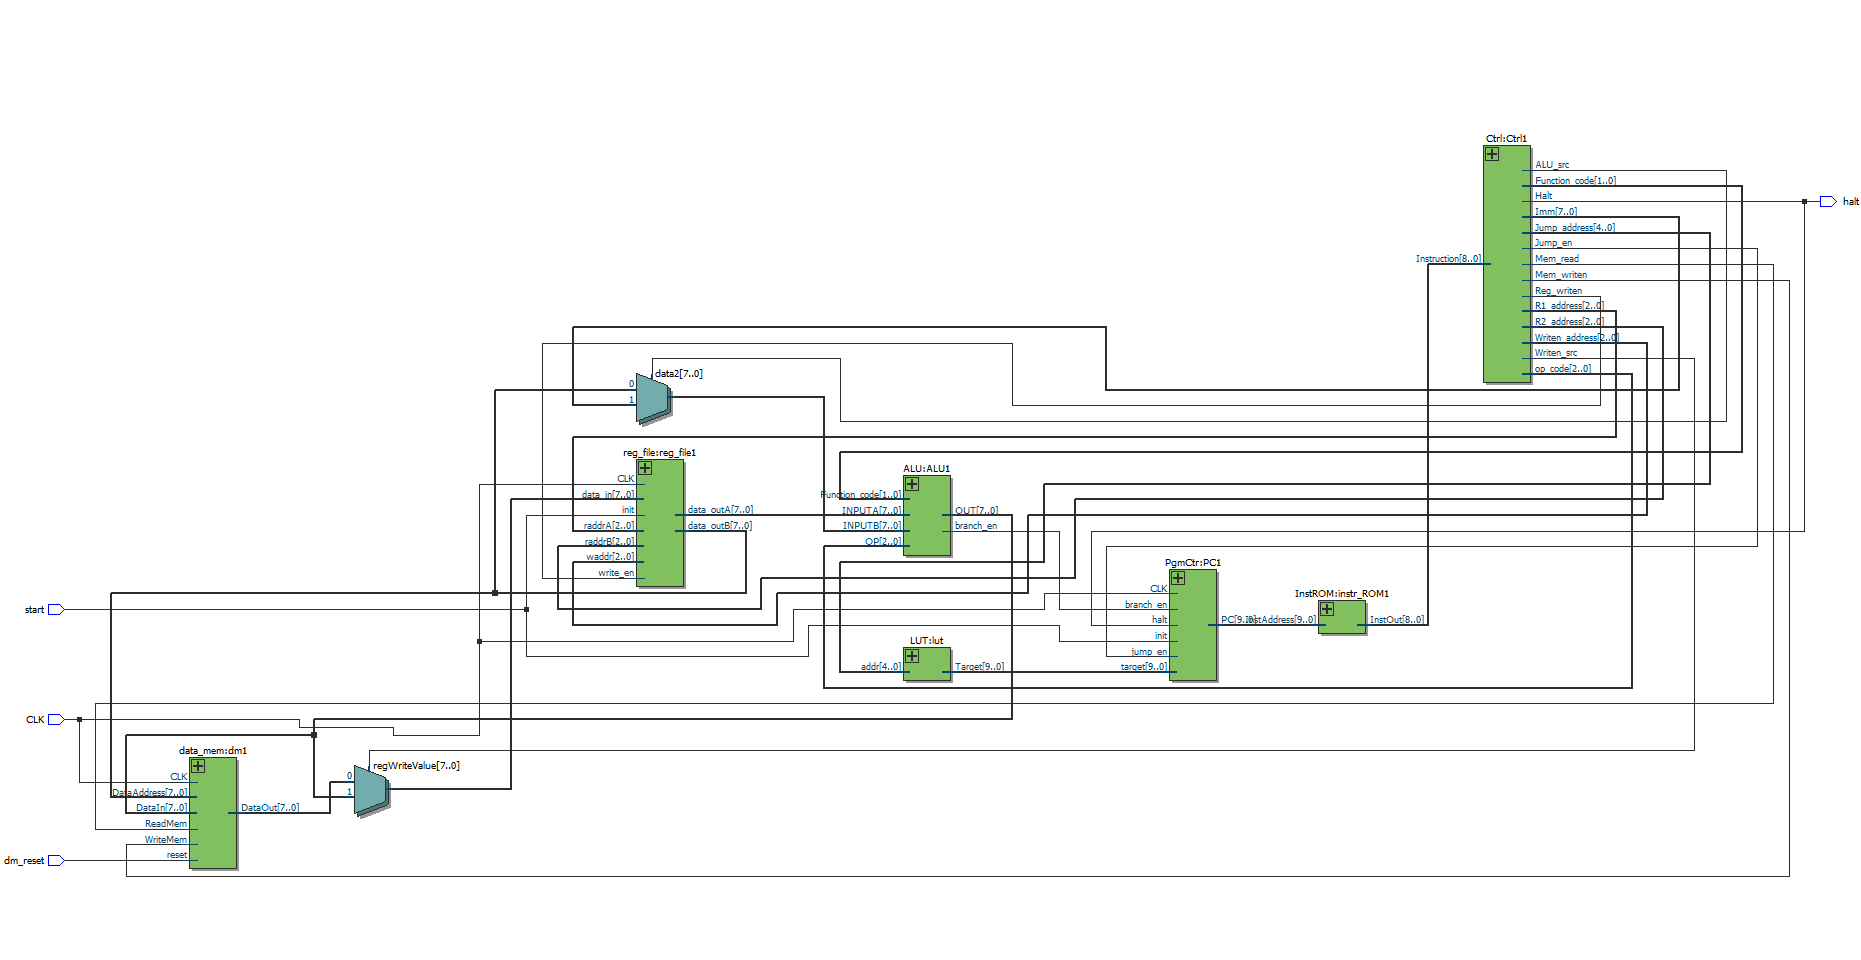 Ctrl:Ctrl1
ALU_src
Function_code[1..0]
Halt
halt
Imm[7..0]
Jump_address[4..0]
Jump_en
Instruction[8..0]
Mem_read
Mem_writen
Reg_writen
R1_address[2..0]
R2_address[2..0]
Writen_address[2..0]
Writen_src
op_code[2..0]
data2[7..0]
0
1
reg_file:reg_file1
CLK
data_in[7..0]
init
raddrA[2..0]
raddrB[2..0]
waddr[2..0]
write_en
data_outA[7..0]
data_outB[7..0]
ALU:ALU1
Function_code[1..0]
INPUTA[7..0]
INPUTB[7..0]
OP[2..0]
OUT[7..0]
branch_en
PgmCtr:PC1
CLK
branch_en
halt
init
jump_en
target[9..0]
PC[9..0]
InstROM:instr_ROM1
InstAddress[9..0]
InstOut[8..0]
start
LUT:lut
addr[4..0]
Target[9..0]
CLK
data_mem:dm1
CLK
DataAddress[7..0]
DataIn[7..0]
ReadMem
WriteMem
reset
DataOut[7..0]
regWriteValue[7..0]
0
1
dm_reset